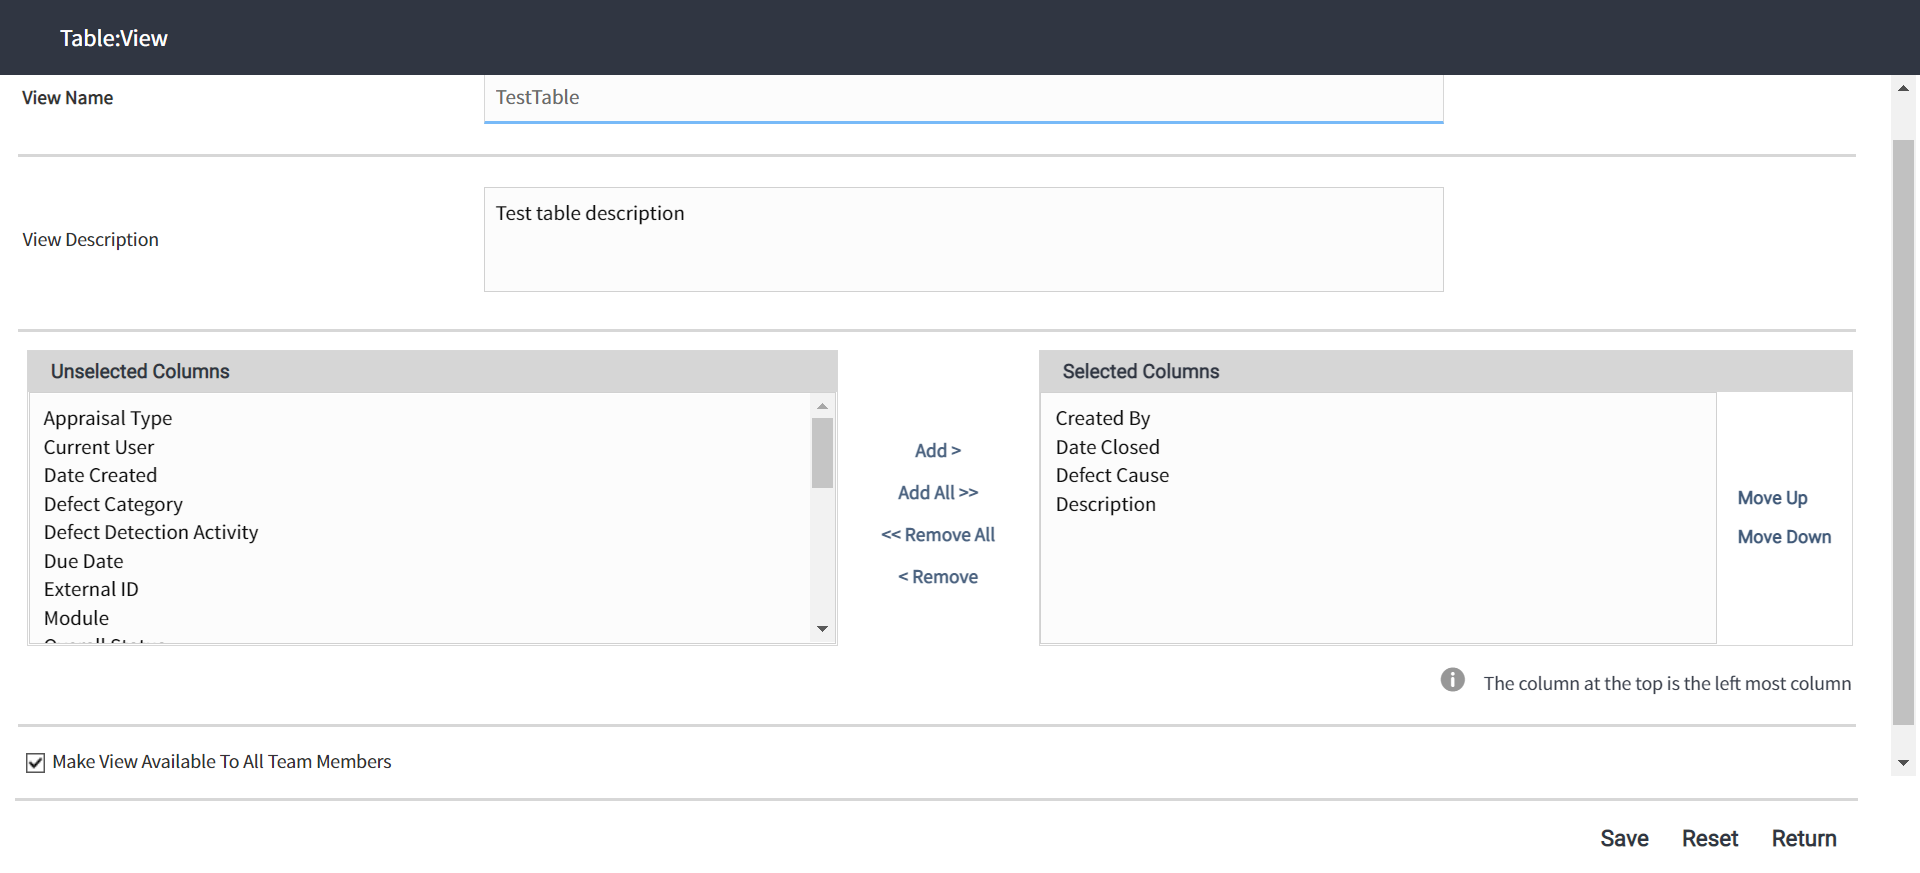 Table:View
View Name
TestTable
View Description
Test table description
Unselected Columns
Appraisal Type
Current User
Date Created
Defect Category
Defect Detection Activity
Due Date
External ID
Module
Add >
Add All >>
<< Remove All
< Remove
Selected Columns
Created By
Date Closed
Defect Cause
Description
Move Up
Move Down
The column at the top is the left most column
Make View Available To All Team Members
Save Reset Return